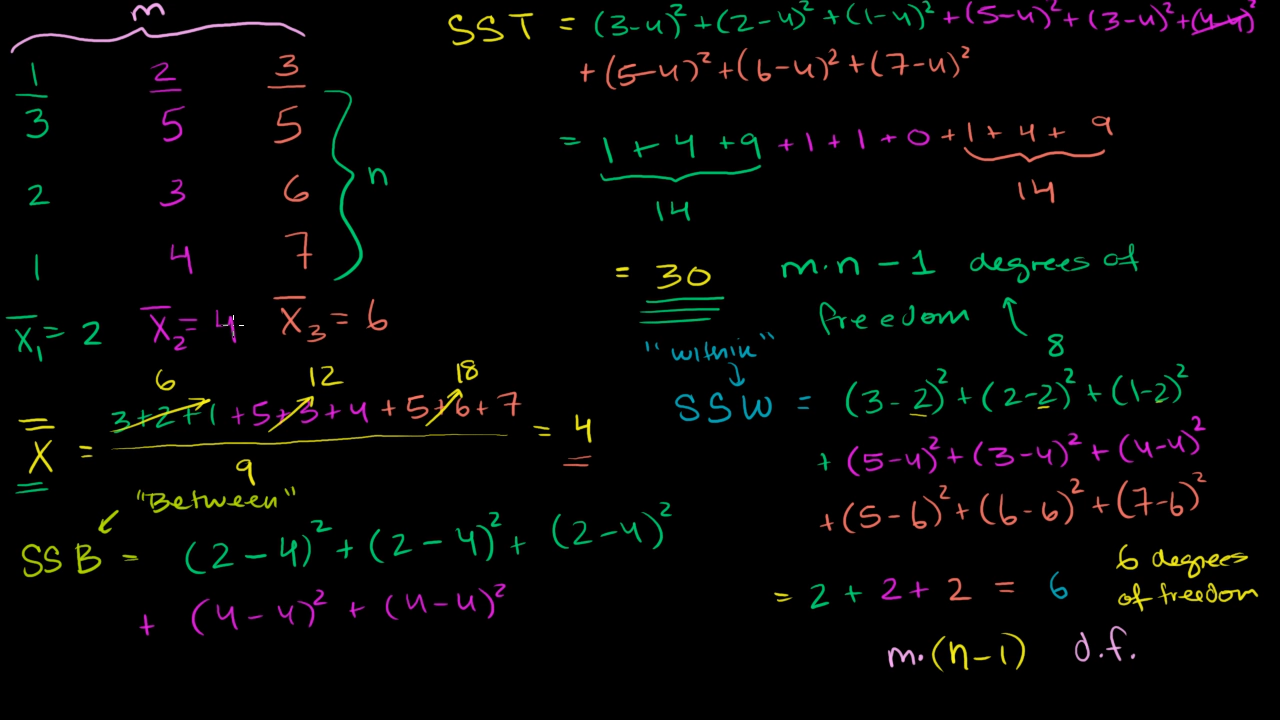 m
1 2 3
3 5 5
2 3 6
1 4 7
n
X̄₁ = 2 X̄₂ = 4 X̄₃ = 6
6 12 18
X̿ = 3+2+1 +5+3+4 +5+6+7 / 9 = 4
"Between"
SSB = (2-4)² + (2-4)² + (2-4)²
+ (4-4)² + (4-4)²
SST = (3-4)² + (2-4)² + (1-4)² + (5-4)² + (3-4)² + (4-4)²
+ (5-4)² + (6-4)² + (7-4)²
= 1 + 4 + 9 + 1 + 1 + 0 + 1 + 4 + 9
14 14
= 30 m·n - 1 degrees of
freedom
8
"within"
SSW = (3-2)² + (2-2)² + (1-2)²
+ (5-4)² + (3-4)² + (4-4)²
+ (5-6)² + (6-6)² + (7-6)²
= 2 + 2 + 2 = 6
6 degrees
of freedom
m·(n-1) d.f.